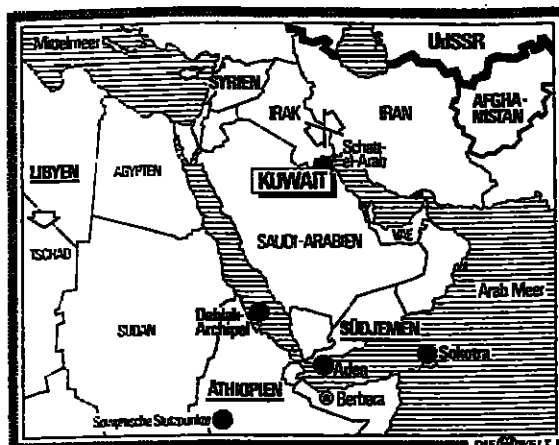 Mittelmeer
UdSSR
SYRIEN
IRAK
IRAN
AFGHA-
NISTAN
Schatt-
el-Arab
LIBYEN
ÄGYPTEN
KUWAIT
TSCHAD
SAUDI-ARABIEN
VAE
Arab Meer
Dahlak-
Archipel
SUDAN
SÜDJEMEN
Sokotra
Aden
ÄTHIOPIEN
Berbera
Sowjetische Stützpunkte
DIE WELT